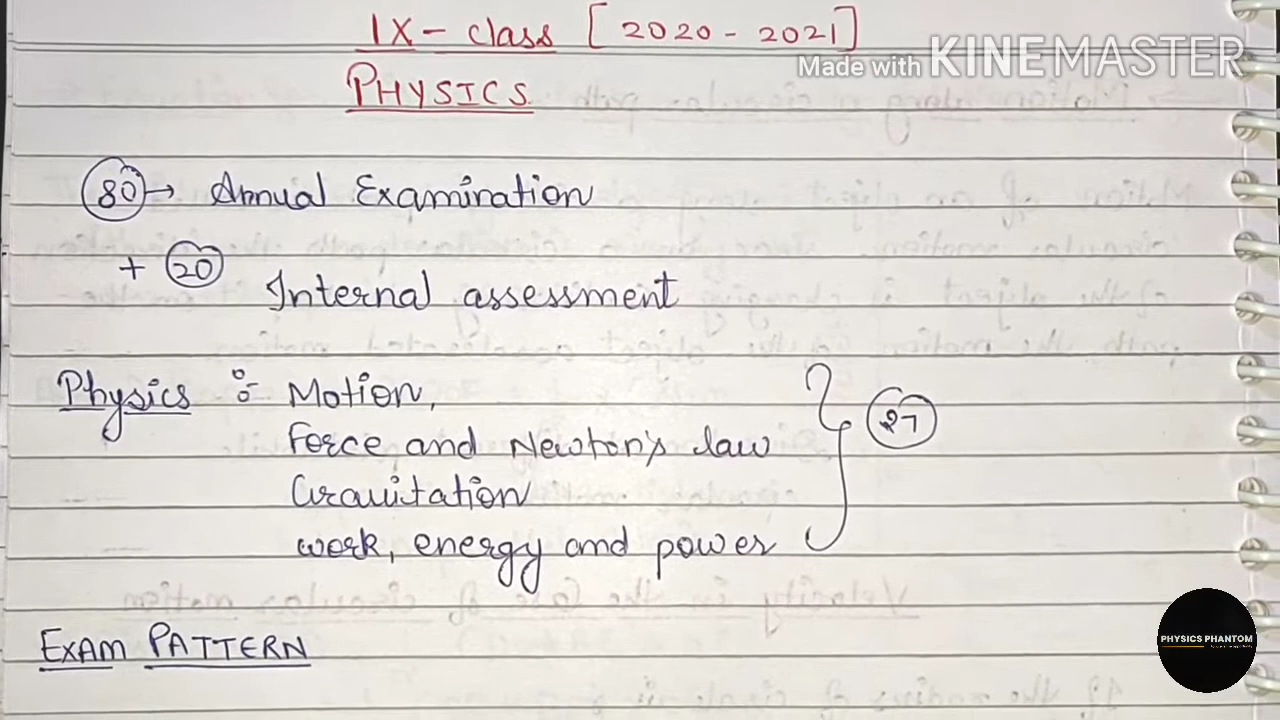 IX - class [2020 - 2021]
Made with KINEMASTER
PHYSICS
80 → Annual Examination
+ 20
Internal assessment
Physics :- Motion,
Force and Newton's law
Gravitation
work, energy and power
27
EXAM PATTERN
PHYSICS PHANTOM